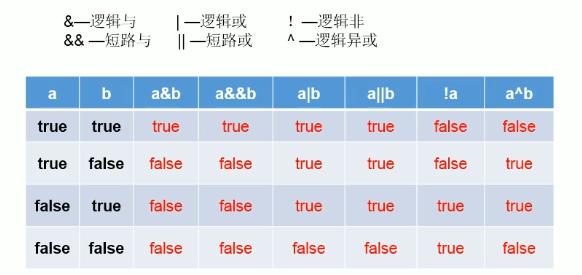 &—逻辑与 | —逻辑或 ! —逻辑非
&& —短路与 || —短路或 ^ —逻辑异或
a b a&b a&&b a|b a||b !a a^b
true true true true true true false false
true false false false true true false true
false true false false true true true true
false false false false false false true false